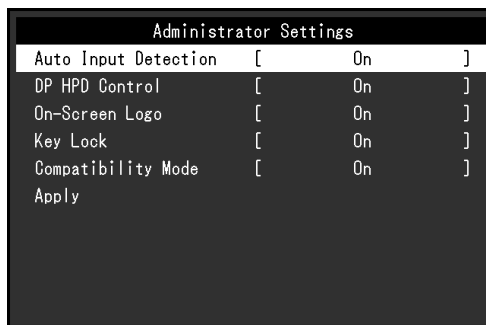 Administrator Settings
Auto Input Detection [ On ]
DP HPD Control [ On ]
On-Screen Logo [ On ]
Key Lock [ On ]
Compatibility Mode [ On ]
Apply